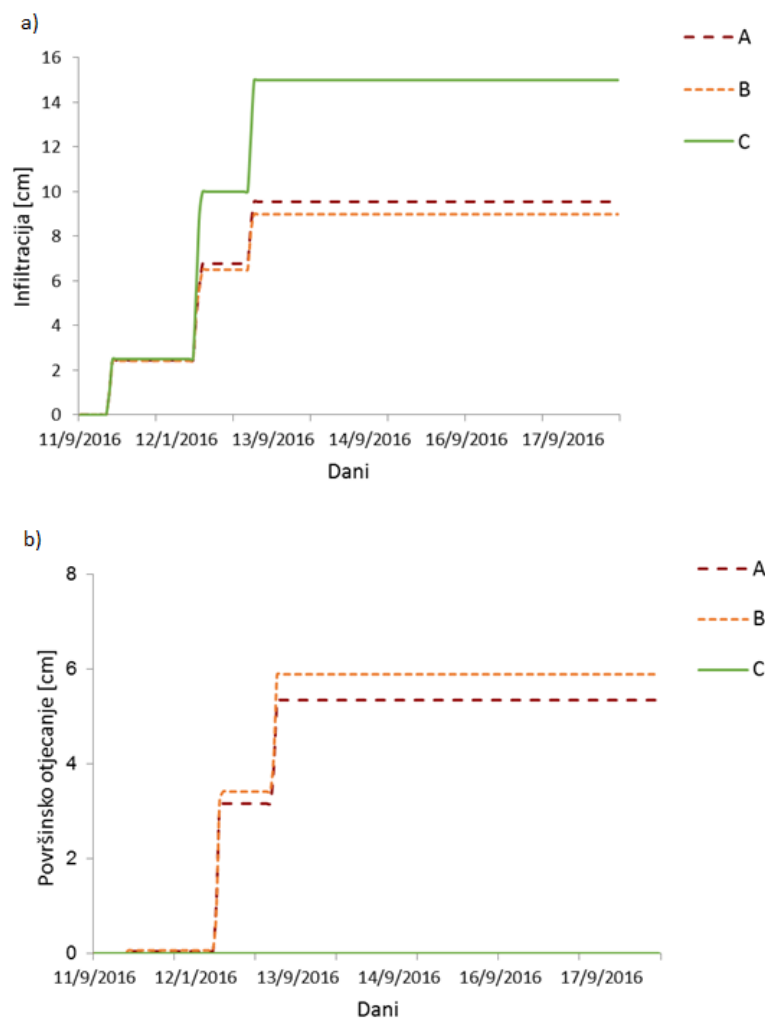 a)
16
14
12
10
8
6
4
2
0
Infiltracija [cm]
11/9/2016 12/1/2016 13/9/2016 14/9/2016 16/9/2016 17/9/2016
Dani
A
B
C
b)
8
6
4
2
0
Površinsko otjecanje [cm]
11/9/2016 12/1/2016 13/9/2016 14/9/2016 16/9/2016 17/9/2016
Dani
A
B
C